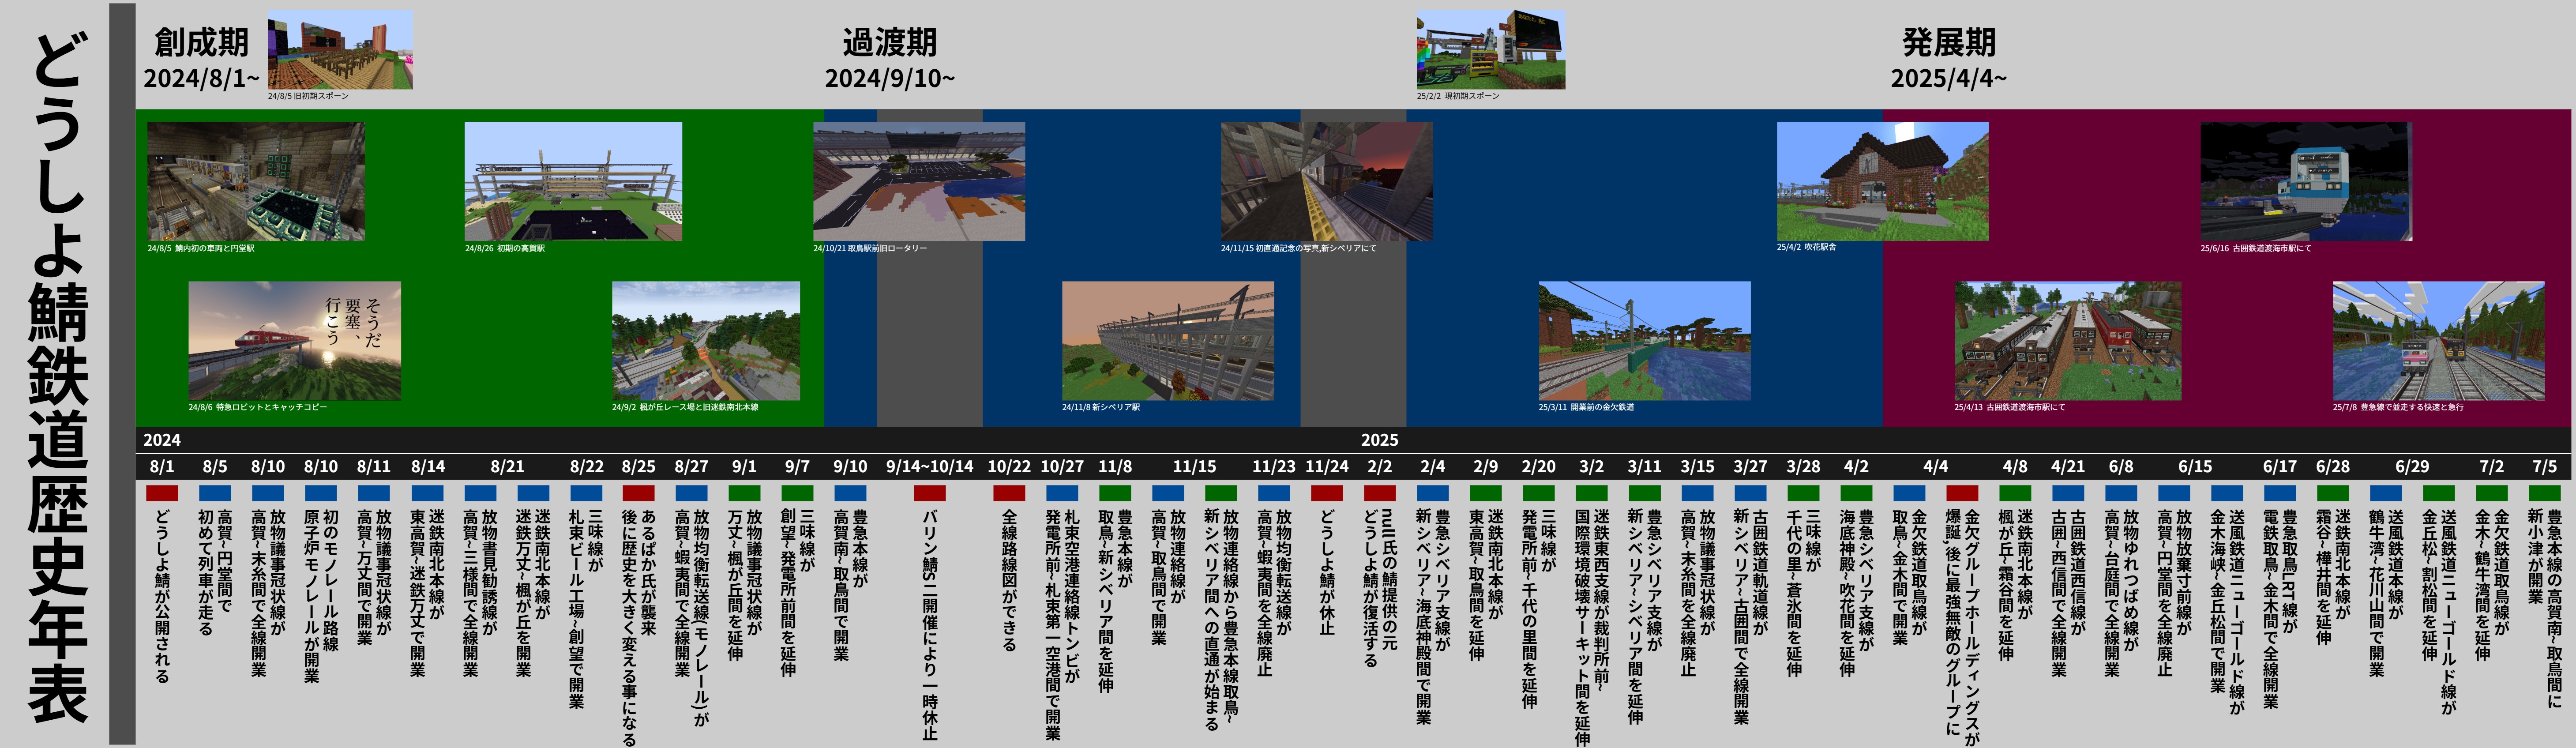 どうしよ鯖鉄道歴史年表
創成期
2024/8/1~
24/8/5 旧初期スポーン
過渡期
2024/9/10~
25/2/2 現初期スポーン
発展期
2025/4/4~
24/8/5 鯖内初の車両と円堂駅
24/8/26 初期の高賀駅
24/10/21 取鳥駅前旧ロータリー
24/11/15 初直通記念の写真,新シベリアにて
25/4/2 吹花駅舎
25/6/16 古囲鉄道渡海市駅にて
そうだ
要塞、
行こう
24/8/6 特急ロビットとキャッチコピー
24/9/2 楓が丘レース場と旧迷鉄南北本線
24/11/8 新シベリア駅
25/3/11 開業前の金欠鉄道
25/4/13 古囲鉄道渡海市駅にて
25/7/8 豊急線で並走する快速と急行
2024
2025
8/1
8/5
8/10
8/10
8/11
8/14
8/21
8/22
8/25
8/27
9/1
9/7
9/10
9/14~10/14
10/22
10/27
11/8
11/15
11/23
11/24
2/2
2/4
2/9
2/20
3/2
3/11
3/15
3/27
3/28
4/2
4/4
4/8
4/21
6/8
6/15
6/17
6/28
6/29
7/2
7/5
どうしよ鯖が公開される
高賀~円堂間で
初めて列車が走る
放物議事冠状線が
高賀~末糸間で全線開業
初のモノレール路線
原子炉モノレールが開業
放物議事冠状線が
高賀~万丈間で開業
迷鉄南北本線が
東高賀~迷鉄万丈で開業
放物書見勧誘線が
高賀~三様間で全線開業
迷鉄南北本線が
迷鉄万丈~楓が丘を開業
三味線が
札束ビール工場~創望で開業
あるぱか氏が襲来
後に歴史を大きく変える事になる
放物均衡転送線(モノレール)が
高賀~蝦夷間で全線開業
放物議事冠状線が
万丈~楓が丘間を延伸
三味線が
創望~発電所前間を延伸
豊急本線が
高賀南~取鳥間で開業
バリン鯖SII開催により一時休止
全線路線図ができる
札束空港連絡線トンビが
発電所前~札束第一空港間で開業
豊急本線が
取鳥~新シベリア間を延伸
放物連絡線が
高賀~取鳥間で開業
放物連絡線から豊急本線取鳥~
新シベリア間への直通が始まる
放物均衡転送線が
高賀~蝦夷間を全線廃止
どうしよ鯖が休止
null氏の鯖提供の元
どうしよ鯖が復活する
豊急シベリア支線が
新シベリア~海底神殿間で開業
迷鉄南北本線が
東高賀~取鳥間を延伸
三味線が
発電所前~千代の里間を延伸
迷鉄東西支線が裁判所前~
国際環境破壊サーキット間を延伸
豊急シベリア支線が
新シベリア~シベリア間を延伸
放物議事冠状線が
高賀~末糸間を全線廃止
古囲鉄道軌道線が
新シベリア~古囲間で全線開業
三味線が
千代の里~蒼氷間を延伸
豊急シベリア支線が
海底神殿~吹花間を延伸
金欠鉄道取鳥線が
取鳥~金木間で開業
金欠グループホールディングスが
爆誕,後に最強無敵のグループに
迷鉄南北本線が
楓が丘~霜谷間を延伸
古囲鉄道西信線が
古囲~西信間で全線開業
放物ゆれつばめ線が
高賀~台庭間で全線開業
放物放棄寸前線が
高賀~円堂間を全線廃止
送風鉄道ニューゴールド線が
金木海峡~金丘松間で開業
豊急取鳥LRT線が
電鉄取鳥~金木間で全線開業
迷鉄南北本線が
霜谷~樺井間を延伸
送風鉄道本線が
鶴牛湾~花川山間で開業
送風鉄道ニューゴールド線が
金丘松~割松間を延伸
金欠鉄道取鳥線が
金木~鶴牛湾間を延伸
豊急本線の高賀南~取鳥間に
新小津が開業